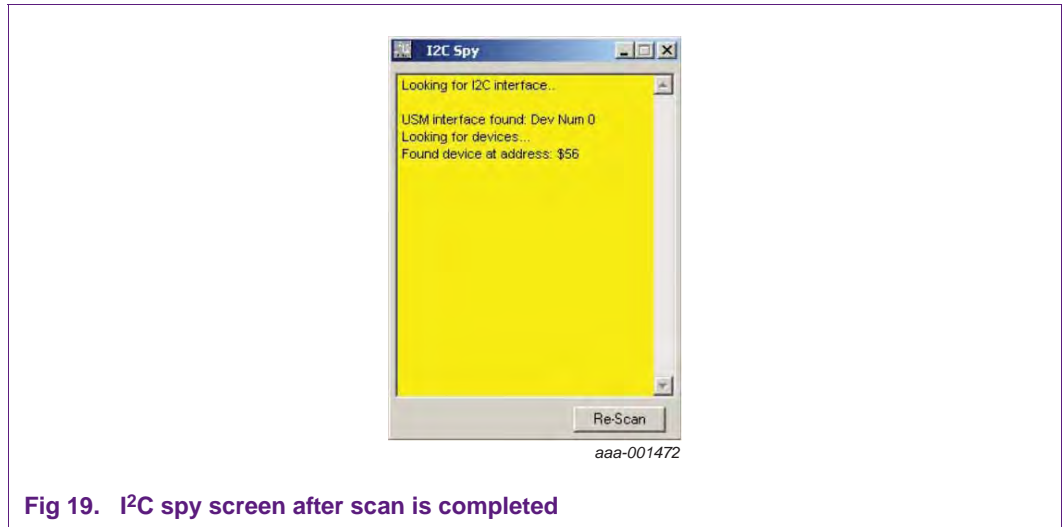 I2C Spy
Looking for I2C interface..
USM interface found: Dev Num 0
Looking for devices...
Found device at address: $56
Re-Scan
aaa-001472
Fig 19. I²C spy screen after scan is completed